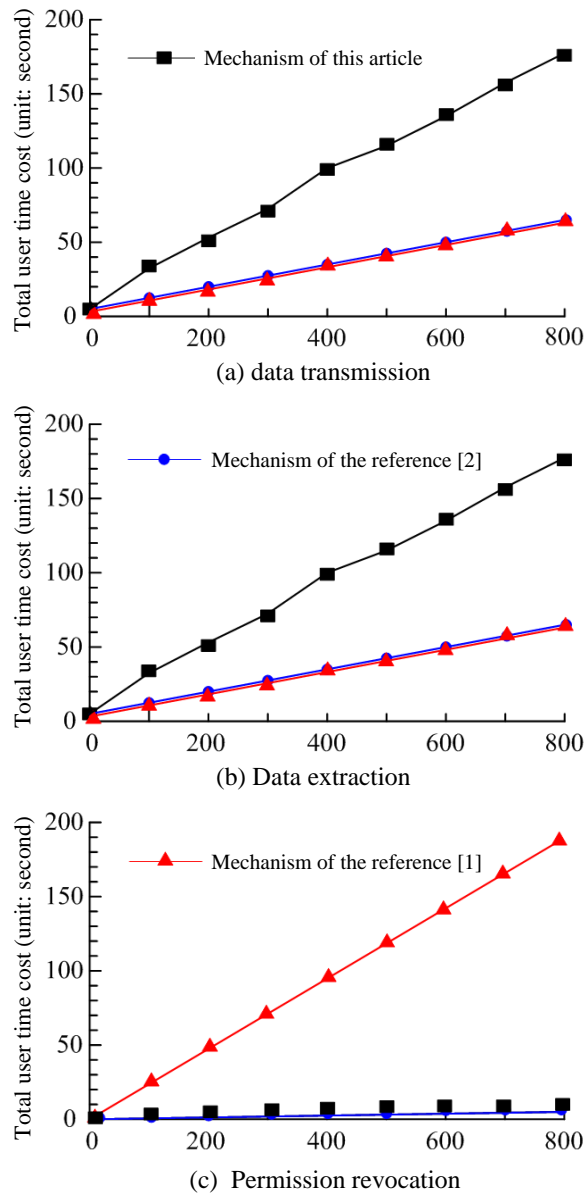 200
Mechanism of this article
150
100
50
0
Total user time cost (unit: second)
0 200 400 600 800
(a) data transmission
200
Mechanism of the reference [2]
150
100
50
0
Total user time cost (unit: second)
0 200 400 600 800
(b) Data extraction
200
Mechanism of the reference [1]
150
100
50
0
Total user time cost (unit: second)
0 200 400 600 800
(c) Permission revocation